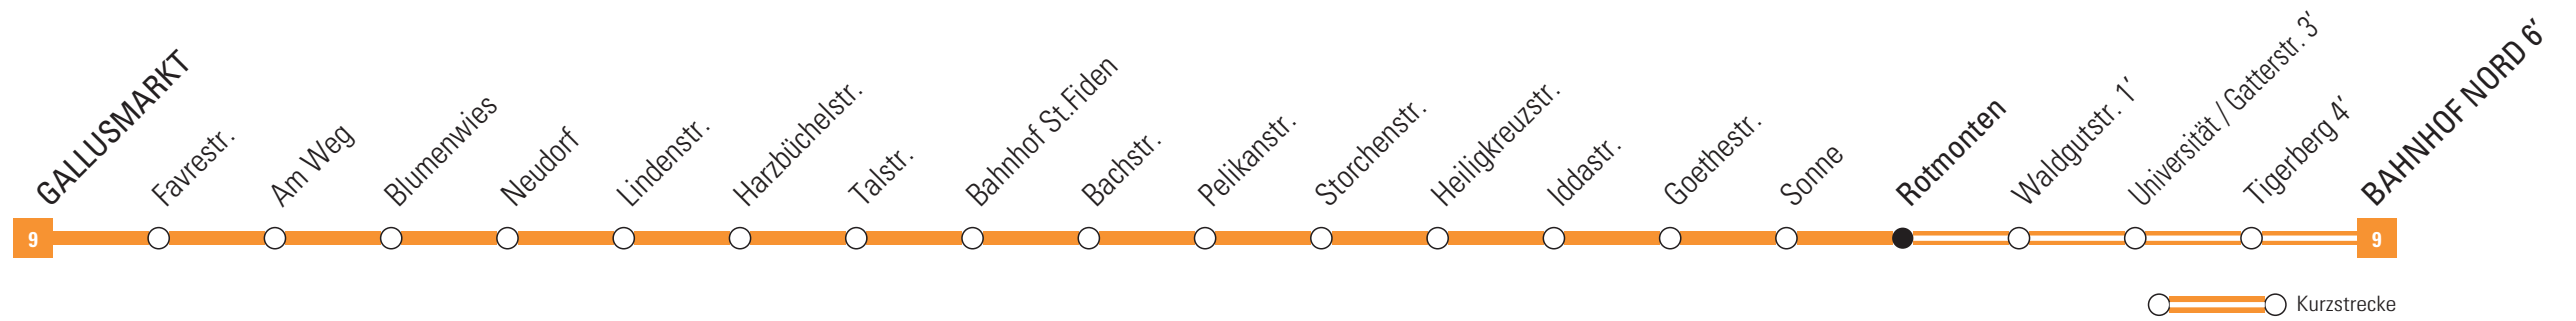 GALLUSMARKT
Favrestr.
Am Weg
Blumenwies
Neudorf
Lindenstr.
Harzbüchelstr.
Talstr.
Bahnhof St.Fiden
Bachstr.
Pelikanstr.
Storchenstr.
Heiligkreuzstr.
Iddastr.
Goethestr.
Sonne
Rotmonten
Waldgutstr. 1'
Universität / Gatterstr. 3'
Tigerberg 4'
BAHNHOF NORD 6'
9
9
Kurzstrecke